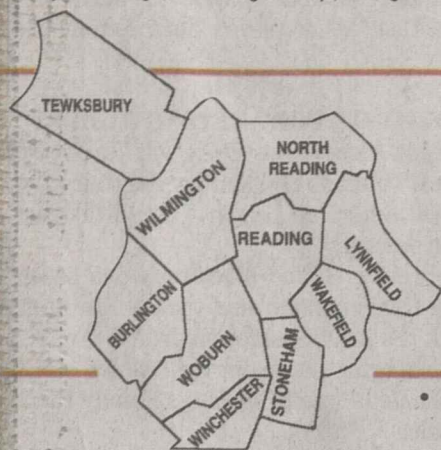 TEWKSBURY
NORTH
READING
WILMINGTON
READING
LYNNFIELD
BURLINGTON
WAKEFIELD
WOBURN
STONEHAM
WINCHESTER